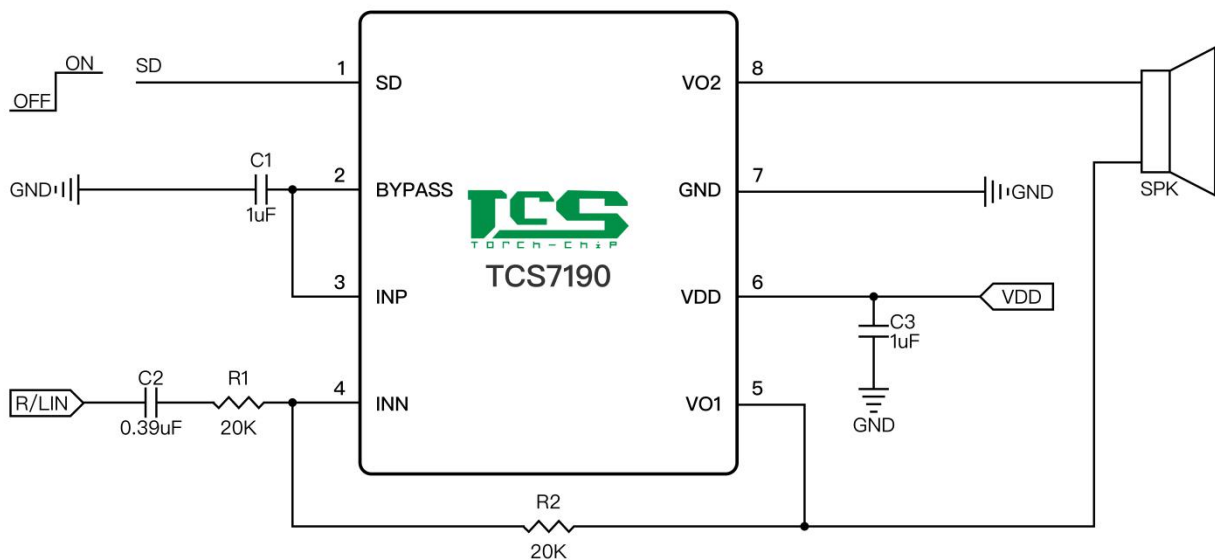 ON
SD
OFF
1
SD
VO2
8
C1
GND
1uF
2
BYPASS
GND
7
GND
SPK
TCS
TORCH-CHIP
TCS7190
3
INP
VDD
6
VDD
C3
1uF
GND
R/LIN
C2
0.39uF
R1
20K
4
INN
VO1
5
R2
20K